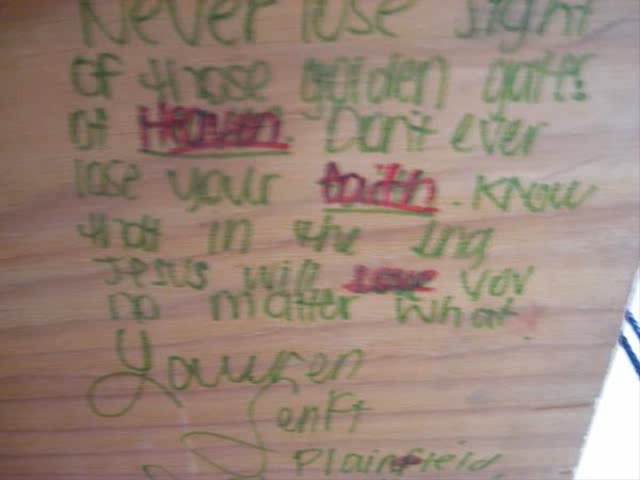 Never lose sight
of those golden gates
of Heaven. Don't ever
lose your faith. Know
that in the end
Jesus will love you
no matter what.
Lauren
Senft
Plainfield,